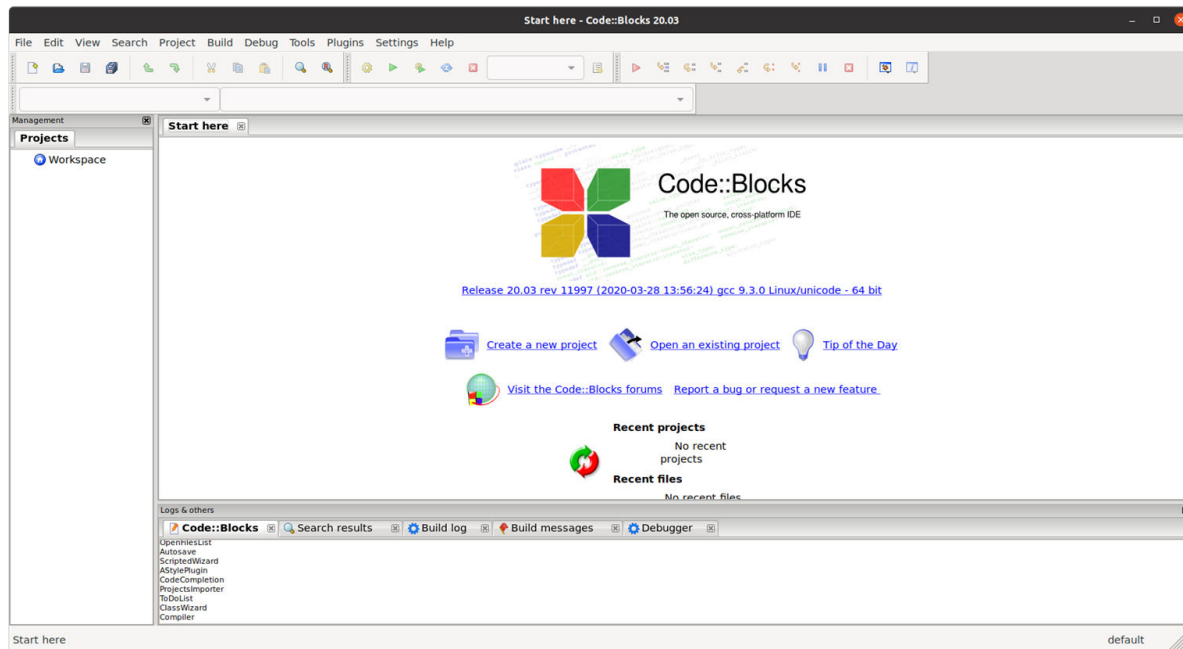 Start here - Code::Blocks 20.03
File Edit View Search Project Build Debug Tools Plugins Settings Help
Management
Projects
Workspace
Start here
Code::Blocks
The open source, cross-platform IDE
Release 20.03 rev 11997 (2020-03-28 13:56:24) gcc 9.3.0 Linux/unicode - 64 bit
Create a new project Open an existing project Tip of the Day
Visit the Code::Blocks forums Report a bug or request a new feature
Recent projects
No recent
projects
Recent files
No recent files
Logs & others
Code::Blocks Search results Build log Build messages Debugger
OpenFilesList
Autosave
ScriptedWizard
AStylePlugin
CodeCompletion
ProjectsImporter
ToDoList
ClassWizard
Compiler
Start here default